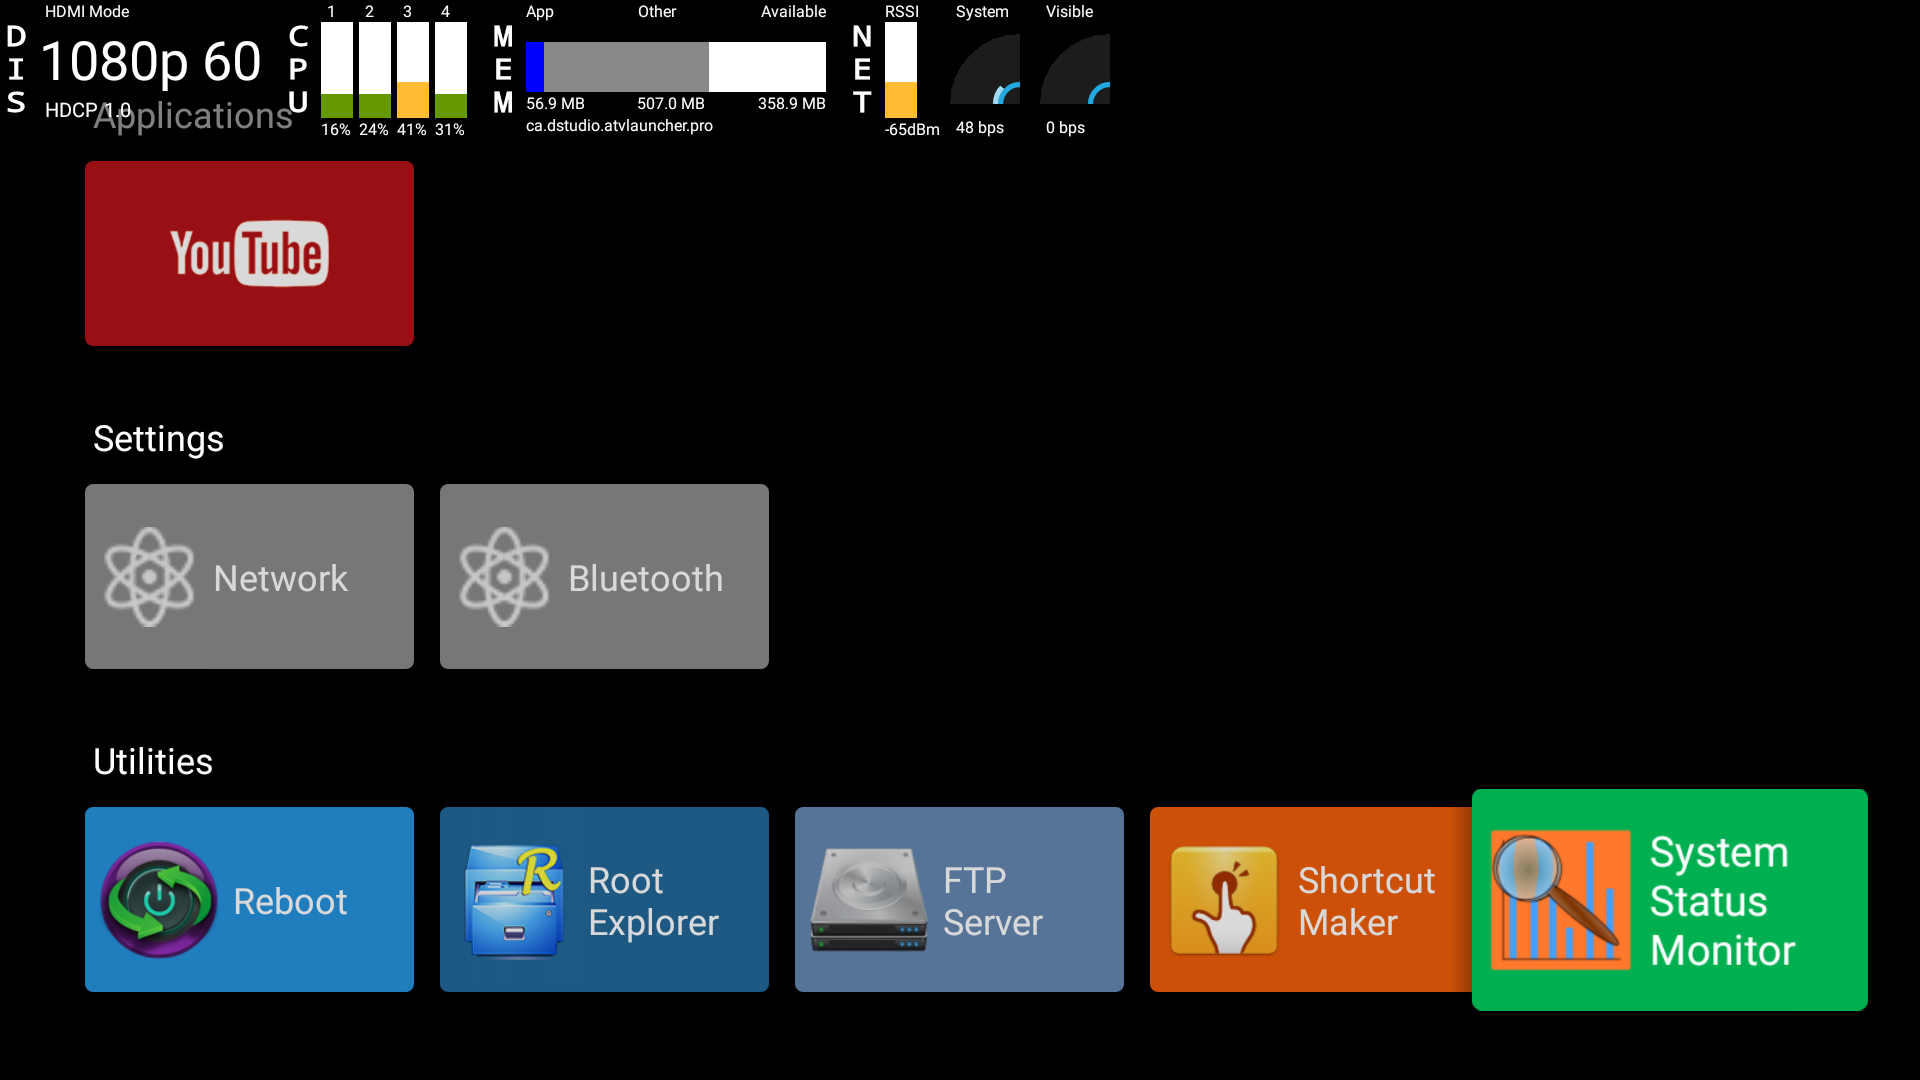 HDMI Mode
DIS
1080p 60
HDCP 1.0
Applications
CPU
1 2 3 4
16% 24% 41% 31%
MEM
App Other Available
56.9 MB 507.0 MB 358.9 MB
ca.dstudio.atvlauncher.pro
NET
RSSI System Visible
-65dBm 48 bps 0 bps
YouTube
Settings
Network
Bluetooth
Utilities
Reboot
R
Root
Explorer
FTP
Server
Shortcut
Maker
System
Status
Monitor